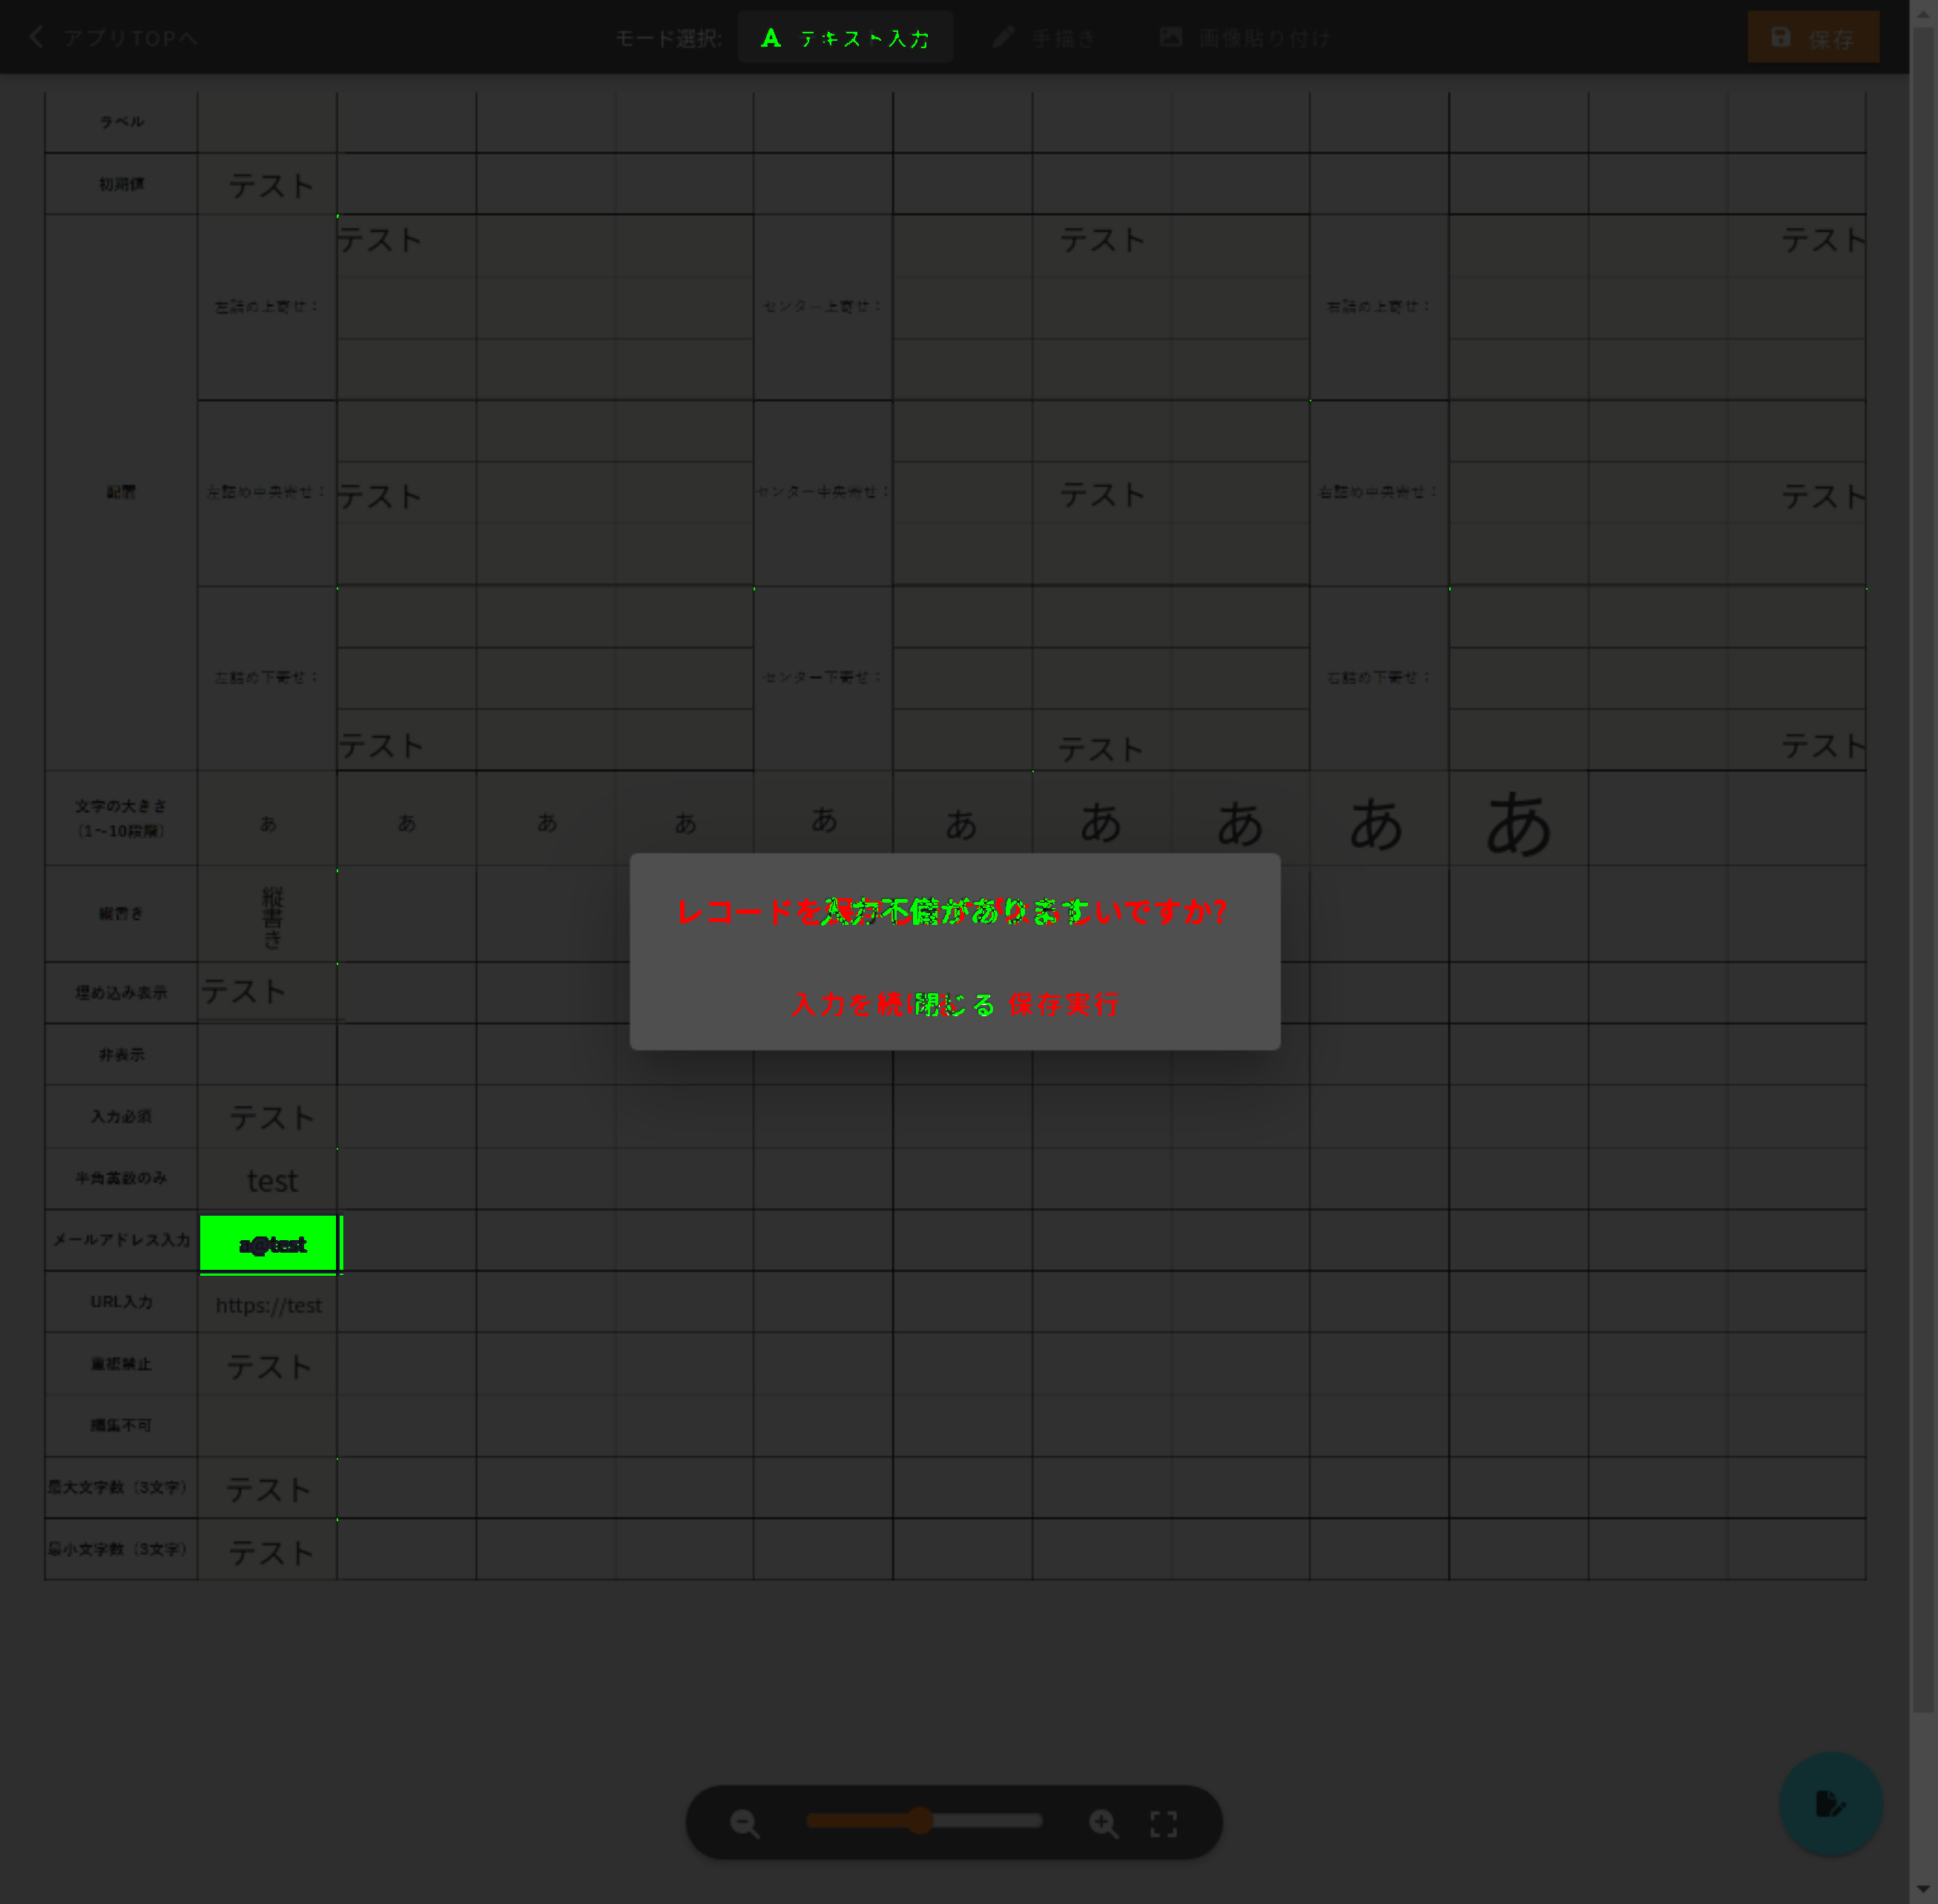 アプリTOPへ
モード選択:
テキスト入力
手描き
画像貼り付け
保存
ラベル
初期値
テスト
配置
左詰め上寄せ:
テスト
センター上寄せ:
テスト
右詰め上寄せ:
テスト
左詰め中央寄せ:
テスト
センター中央寄せ:
テスト
右詰め中央寄せ:
テスト
左詰め下寄せ:
テスト
センター下寄せ:
テスト
右詰め下寄せ:
テスト
文字の大きさ
(1〜10段階)
あ
あ
あ
あ
あ
あ
あ
あ
あ
あ
縦書き
縦書き
レコードを
入力不備があります
いですか?
入力を続
閉じる
保存実行
埋め込み表示
テスト
非表示
入力必須
テスト
半角英数のみ
test
メールアドレス入力
a@test
URL入力
https://test
重複禁止
テスト
編集不可
最大文字数(3文字)
テスト
最小文字数(3文字)
テスト